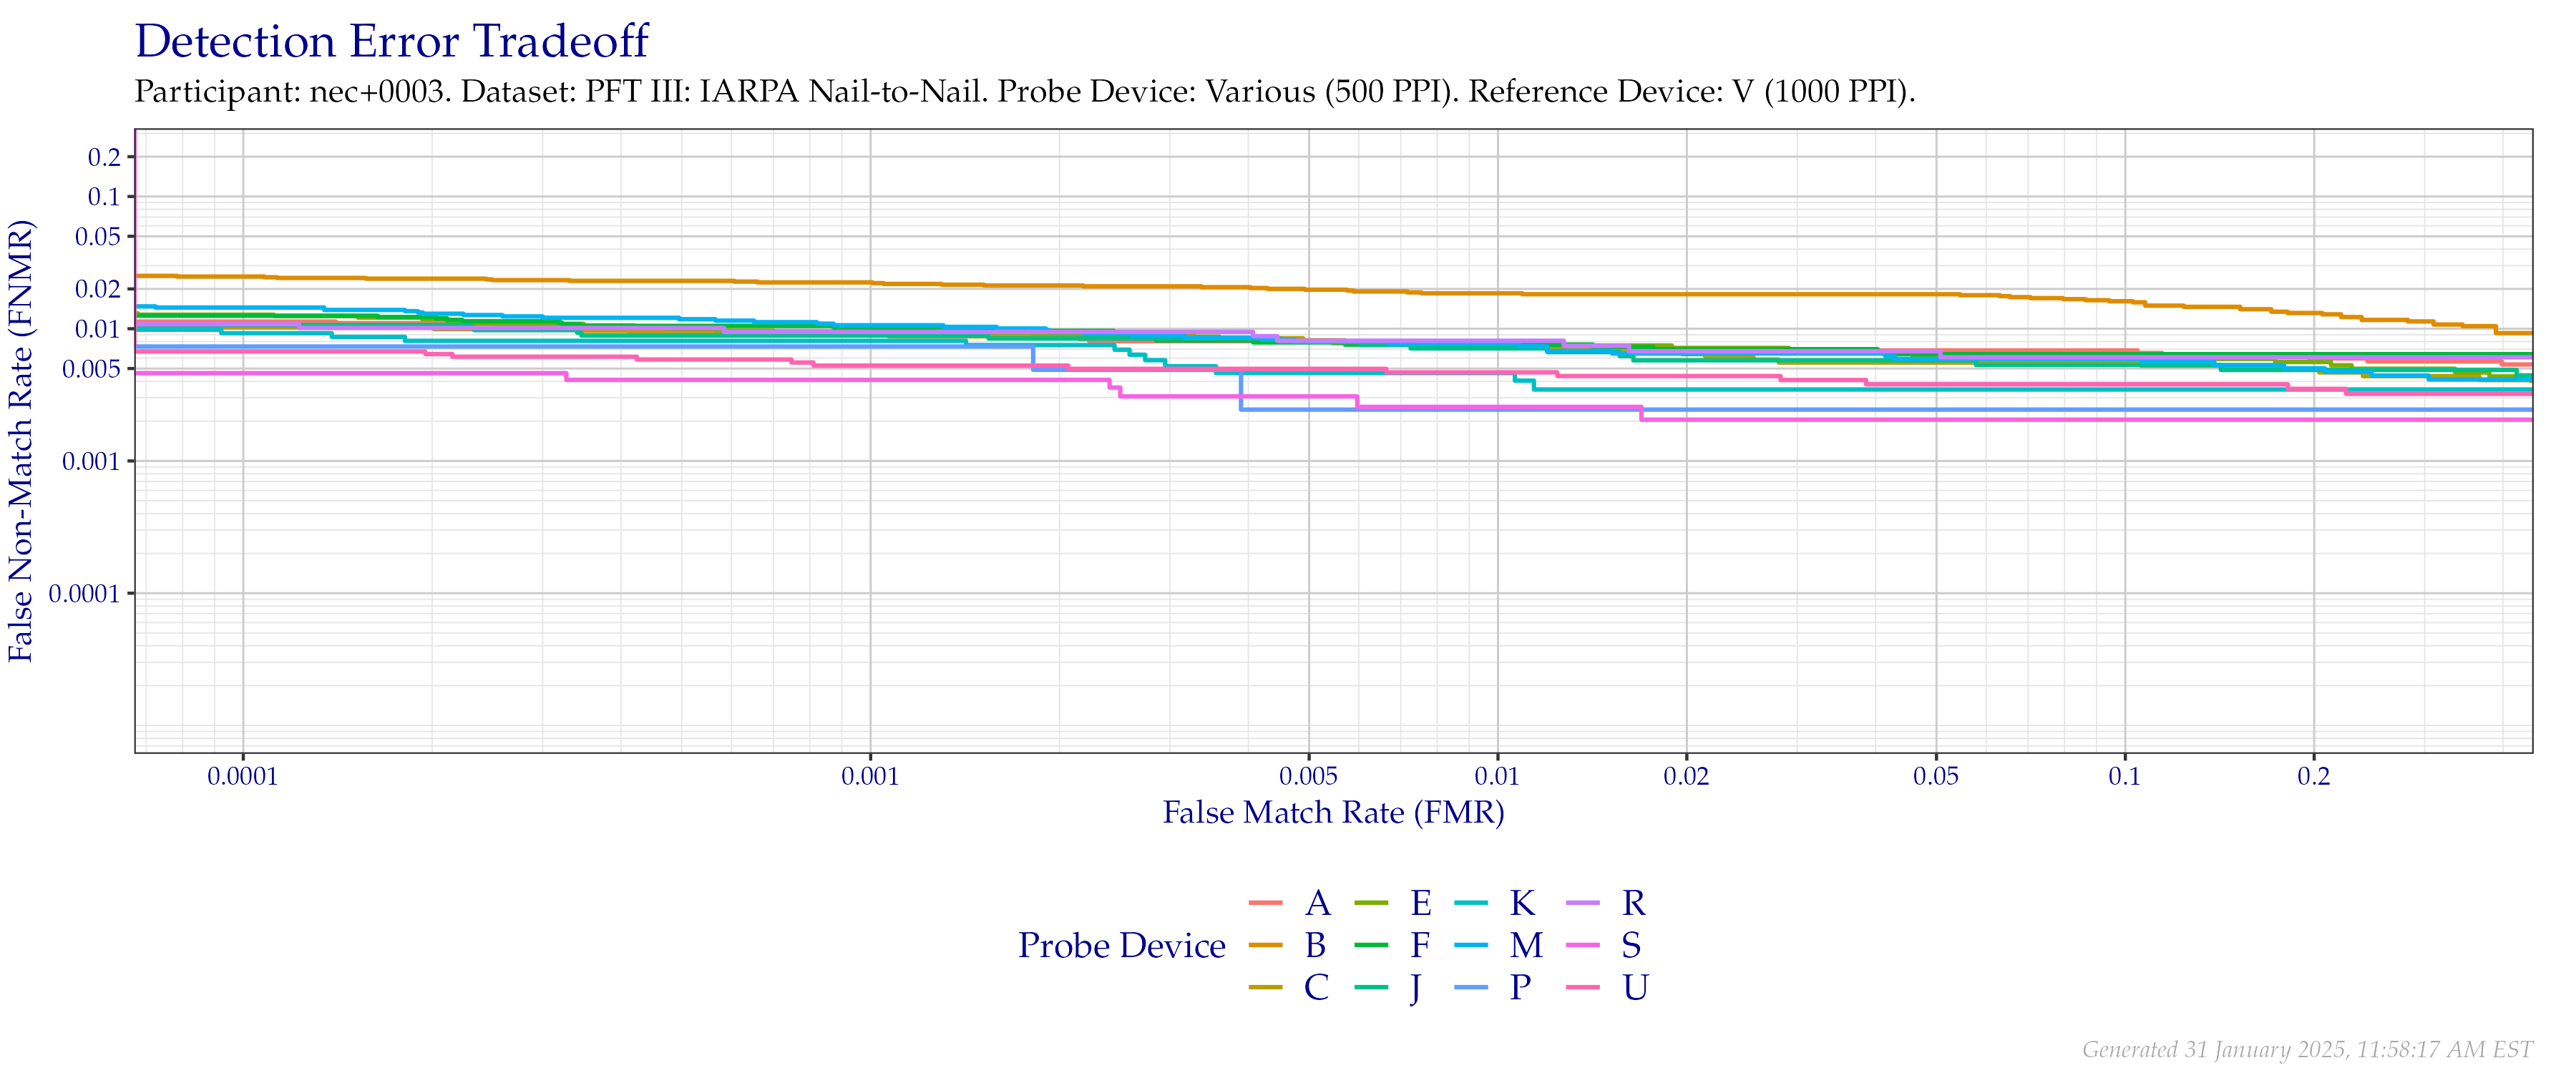 Detection Error Tradeoff
Participant: nec+0003. Dataset: PFT III: IARPA Nail-to-Nail. Probe Device: Various (500 PPI). Reference Device: V (1000 PPI).
False Non-Match Rate (FNMR)
0.2
0.1
0.05
0.02
0.01
0.005
0.001
0.0001
0.0001 0.001 0.005 0.01 0.02 0.05 0.1 0.2
False Match Rate (FMR)
Probe Device
A E K R
B F M S
C J P U
Generated 31 January 2025, 11:58:17 AM EST